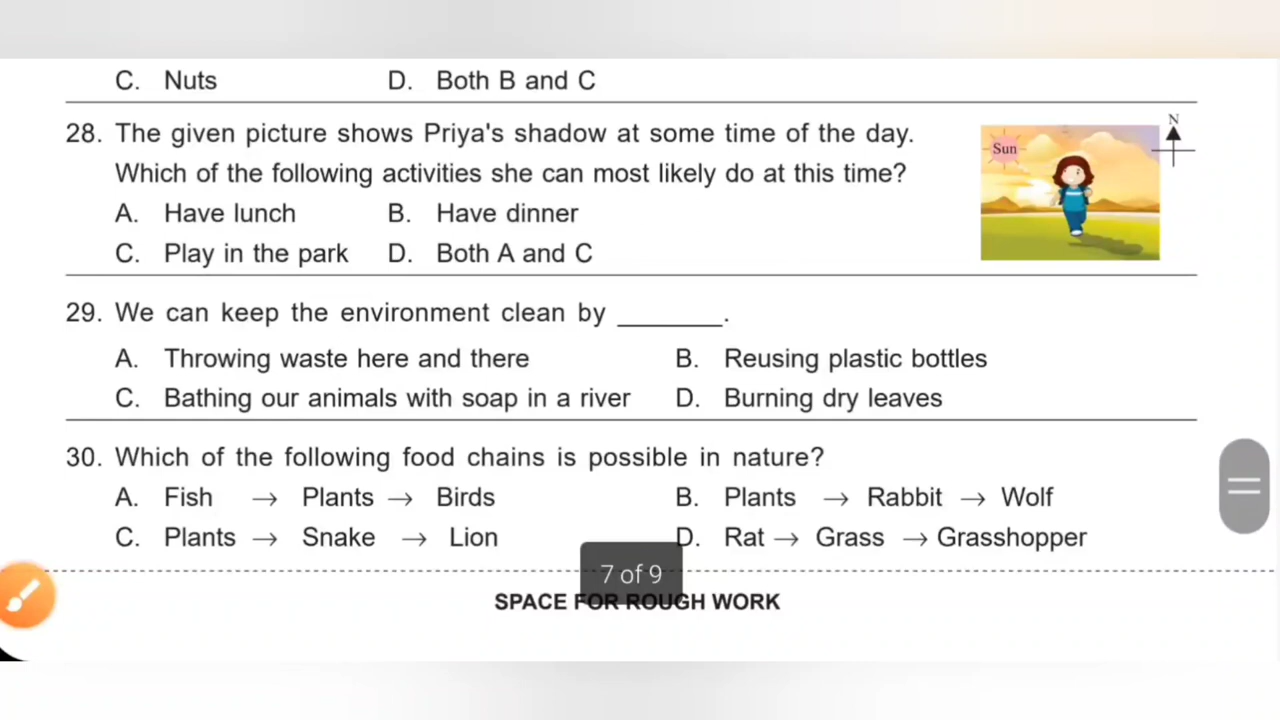 C. Nuts D. Both B and C
28. The given picture shows Priya's shadow at some time of the day.
Which of the following activities she can most likely do at this time?
A. Have lunch B. Have dinner
C. Play in the park D. Both A and C
Sun
N
29. We can keep the environment clean by _______.
A. Throwing waste here and there B. Reusing plastic bottles
C. Bathing our animals with soap in a river D. Burning dry leaves
30. Which of the following food chains is possible in nature?
A. Fish → Plants → Birds B. Plants → Rabbit → Wolf
C. Plants → Snake → Lion D. Rat → Grass → Grasshopper
7 of 9
SPACE FOR ROUGH WORK